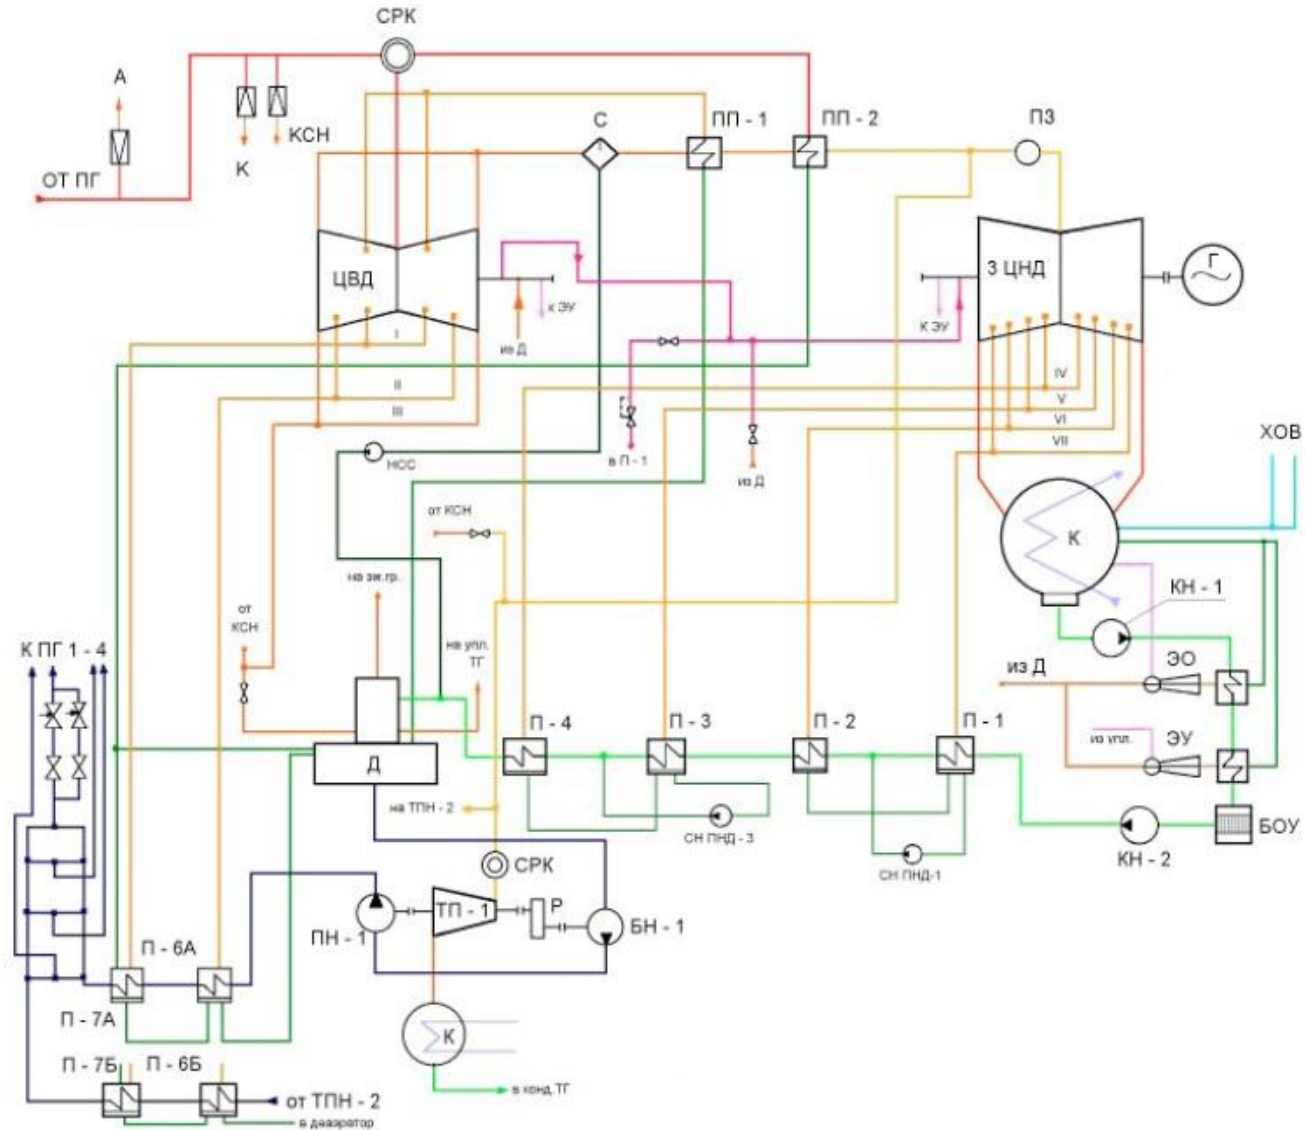 СРК
А
КСН
К
ОТ ПГ
С
ПП - 1
ПП - 2
ПЗ
ЦВД
к ЭУ
из Д
3 ЦНД
К ЭУ
Г
I
II
III
IV
V
VI
VII
НСС
в П - 1
из Д
ХОВ
от КСН
К
на эж.гр.
КН - 1
от
КСН
на упл.
ТГ
К ПГ 1 - 4
из Д
ЭО
П - 4
П - 3
П - 2
П - 1
из упл.
ЭУ
Д
на ТПН - 2
СН ПНД - 3
БОУ
КН - 2
СРК
СН ПНД-1
ТП - 1
Р
ПН - 1
БН - 1
П - 6А
П - 7А
К
П - 7Б
П - 6Б
в конд.ТГ
от ТПН - 2
в деаэратор